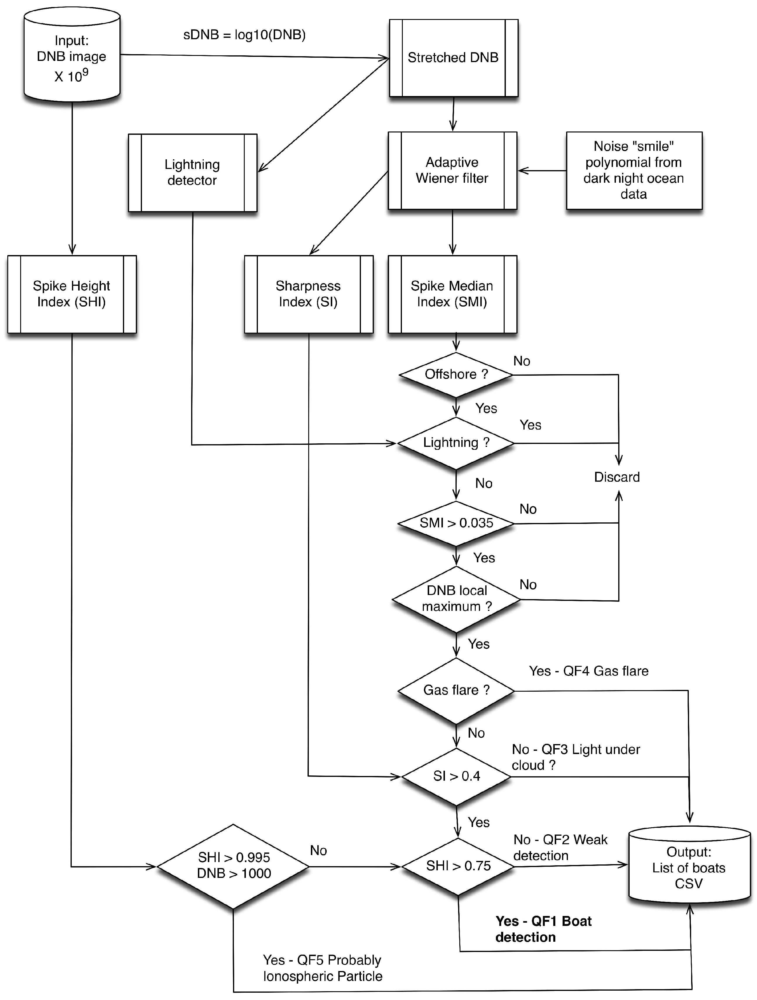 Input:
DNB image
X 10⁹
sDNB = log10(DNB)
Stretched DNB
Lightning
detector
Adaptive
Wiener filter
Noise "smile"
polynomial from
dark night ocean
data
Spike Height
Index (SHI)
Sharpness
Index (SI)
Spike Median
Index (SMI)
Offshore ?
No
Yes
Lightning ?
Yes
No
Discard
SMI > 0.035
No
Yes
DNB local
maximum ?
No
Yes
Gas flare ?
Yes - QF4 Gas flare
No
SI > 0.4
No - QF3 Light under
cloud ?
Yes
SHI > 0.995
DNB > 1000
No
SHI > 0.75
No - QF2 Weak
detection
Output:
List of boats
CSV
Yes - QF1 Boat
detection
Yes - QF5 Probably
Ionospheric Particle